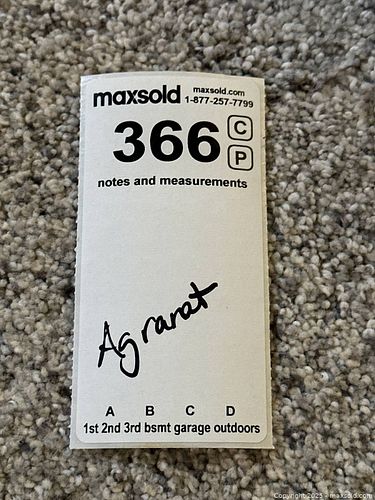 maxsold maxsold.com
1-877-257-7799
366 C
P
notes and measurements
Agrarat
A B C D
1st 2nd 3rd bsmt garage outdoors
Copyright 2025 - maxsold.com